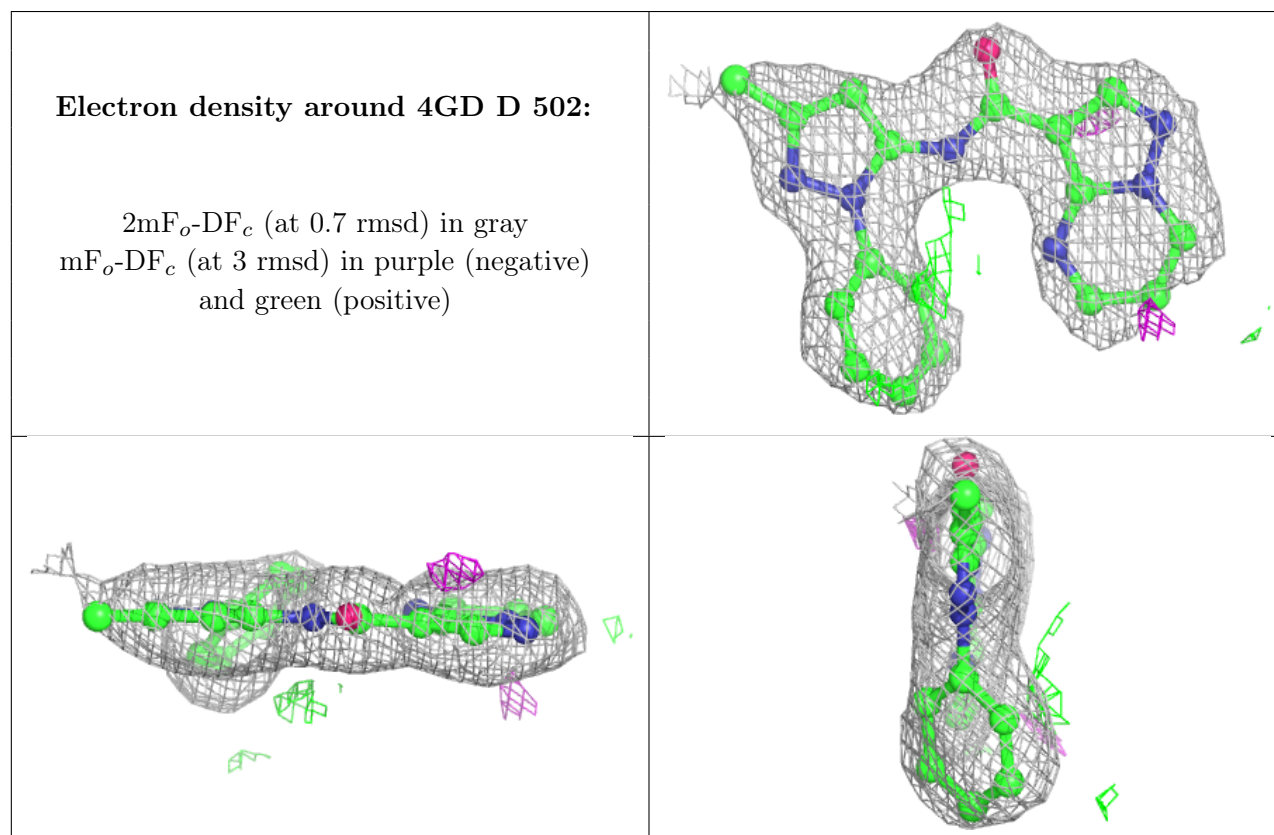 Electron density around 4GD D 502:
2mFo-DFc (at 0.7 rmsd) in gray
mFo-DFc (at 3 rmsd) in purple (negative)
and green (positive)